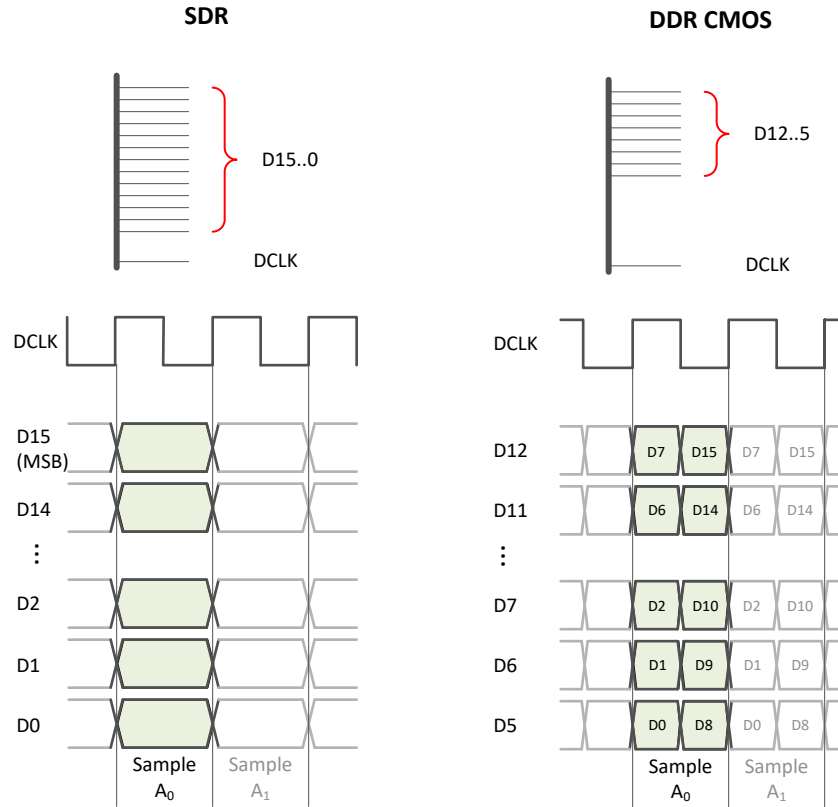 SDR
DDR CMOS
D15..0
DCLK
D12..5
DCLK
DCLK
D15
(MSB)
D14
⋮
D2
D1
D0
Sample
A0
Sample
A1
DCLK
D12 D7 D15 D7 D15
D11 D6 D14 D6 D14
⋮
D7 D2 D10 D2 D10
D6 D1 D9 D1 D9
D5 D0 D8 D0 D8
Sample
A0
Sample
A1